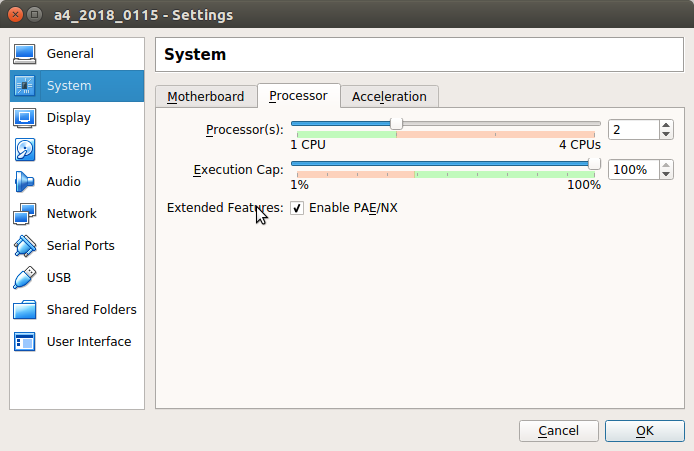 a4_2018_0115 - Settings
General
System
Display
Storage
Audio
Network
Serial Ports
USB
Shared Folders
User Interface
System
Motherboard Processor Acceleration
Processor(s): 2
1 CPU 4 CPUs
Execution Cap: 100%
1% 100%
Extended Features: Enable PAE/NX
Cancel OK